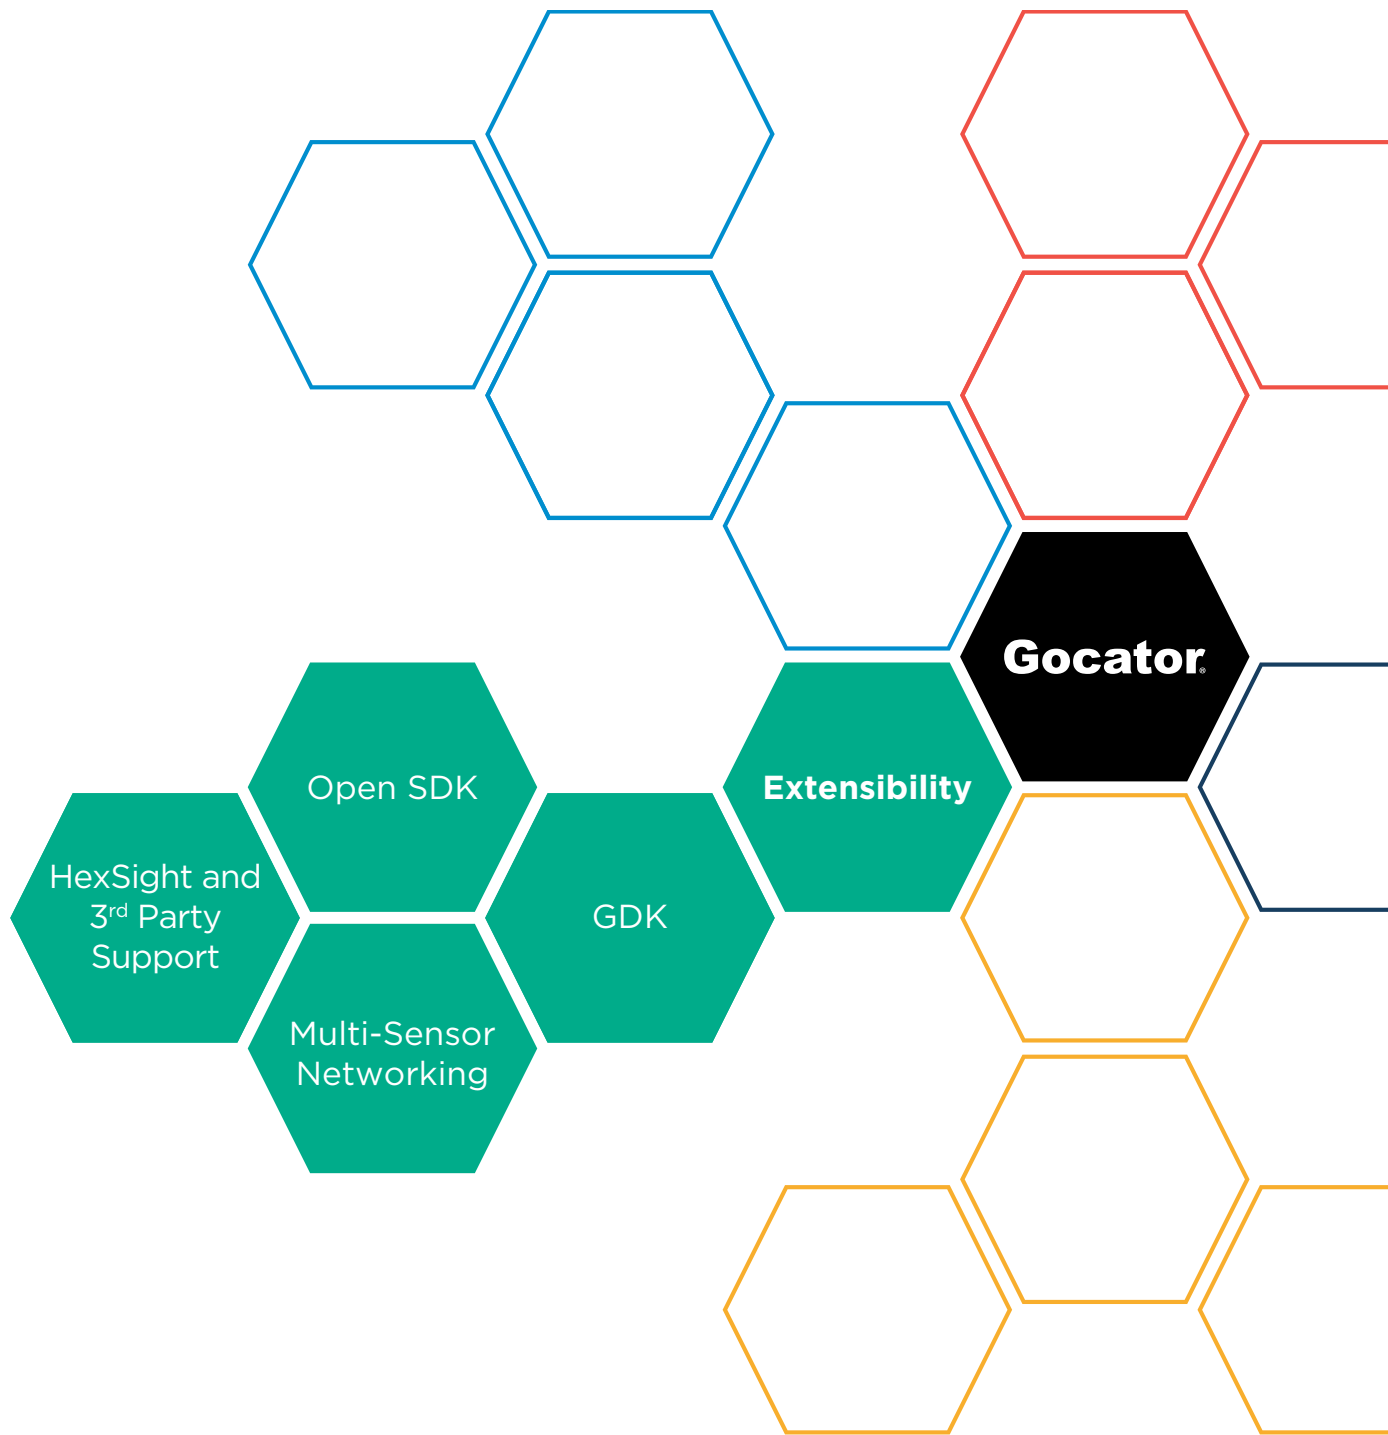 Gocator®
Extensibility
Open SDK
GDK
HexSight and
3rd Party
Support
Multi-Sensor
Networking